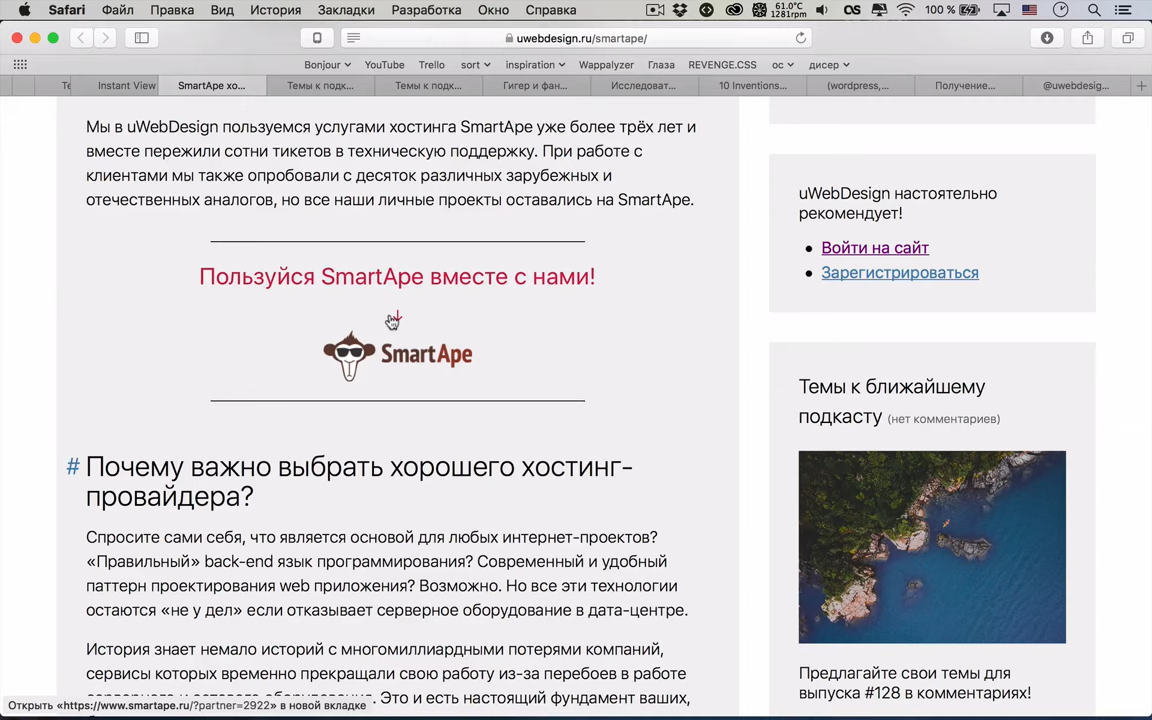 Safari Файл Правка Вид История Закладки Разработка Окно Справка 61.0°C 1281rpm 100 %
uwebdesign.ru/smartape/
Bonjour YouTube Trello sort inspiration Wappalyzer Глаза REVENGE.CSS ос дисер
Te Instant View SmartApe хо... Темы к подк... Темы к подк... Гигер и фан... Исследоват... 10 Inventions... (wordpress,... Получение... @uwebdesig...
Мы в uWebDesign пользуемся услугами хостинга SmartApe уже более трёх лет и
вместе пережили сотни тикетов в техническую поддержку. При работе с
клиентами мы также опробовали с десяток различных зарубежных и
отечественных аналогов, но все наши личные проекты оставались на SmartApe.
Пользуйся SmartApe вместе с нами!
SmartApe
# Почему важно выбрать хорошего хостинг-
провайдера?
Спросите сами себя, что является основой для любых интернет-проектов?
«Правильный» back-end язык программирования? Современный и удобный
паттерн проектирования web приложения? Возможно. Но все эти технологии
остаются «не у дел» если отказывает серверное оборудование в дата-центре.
История знает немало историй с многомиллиардными потерями компаний,
сервисы которых временно прекращали свою работу из-за перебоев в работе
Это и есть настоящий фундамент ваших,
uWebDesign настоятельно
рекомендует!
Войти на сайт
Зарегистрироваться
Темы к ближайшему
подкасту (нет комментариев)
Предлагайте свои темы для
выпуска #128 в комментариях!
Открыть «https://www.smartape.ru/?partner=2922» в новой вкладке